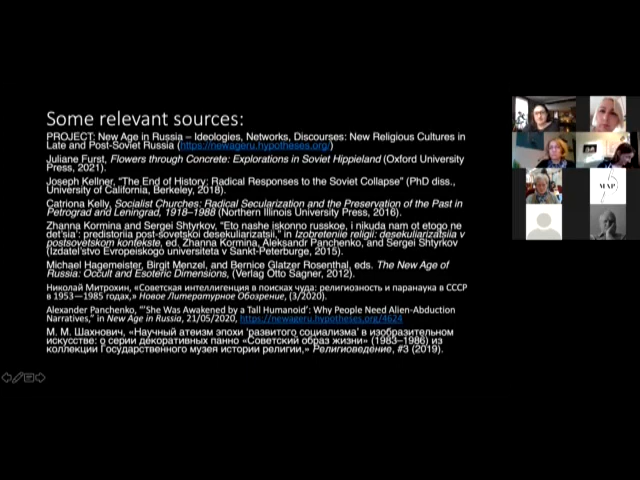 Some relevant sources:
PROJECT: New Age in Russia – Ideologies, Networks, Discourses: New Religious Cultures in
Late and Post-Soviet Russia (https://newageru.hypotheses.org/)
Juliane Furst, Flowers through Concrete: Explorations in Soviet Hippieland (Oxford University
Press, 2021).
Joseph Kellner, “The End of History: Radical Responses to the Soviet Collapse” (PhD diss.,
University of California, Berkeley, 2018).
Catriona Kelly, Socialist Churches: Radical Secularization and the Preservation of the Past in
Petrograd and Leningrad, 1918–1988 (Northern Illinois University Press, 2016).
Zhanna Kormina and Sergei Shtyrkov, “Eto nashe iskonno russkoe, i nikuda nam ot etogo ne
det’sia’: predistoriia post-sovetskoi desekuliarizatsii,” in Izobretenie religii: desekuliarizatsiia v
postsovetskom kontekste, ed. Zhanna Kormina, Aleksandr Panchenko, and Sergei Shtyrkov
(Izdatel’stvo Evropeiskogo universiteta v Sankt-Peterburge, 2015).
Michael Hagemeister, Birgit Menzel, and Bernice Glatzer Rosenthal, eds. The New Age of
Russia: Occult and Esoteric Dimensions, (Verlag Otto Sagner, 2012).
Николай Митрохин, «Советская интеллигенция в поисках чуда: религиозность и паранаука в СССР
в 1953—1985 годах,» Новое Литературное Обозрение, (3/2020).
Alexander Panchenko, “‘She Was Awakened by a Tall Humanoid’: Why People Need Alien-Abduction
Narratives,” in New Age in Russia, 21/05/2020, https://newageru.hypotheses.org/4624
М. М. Шахнович, «Научный атеизм эпохи ‘развитого социализма’ в изобразительном
искусстве: о серии декоративных панно «Советский образ жизни» (1983–1986) из
коллекции Государственного музея истории религии,» Религиоведение, #3 (2019).
MAP